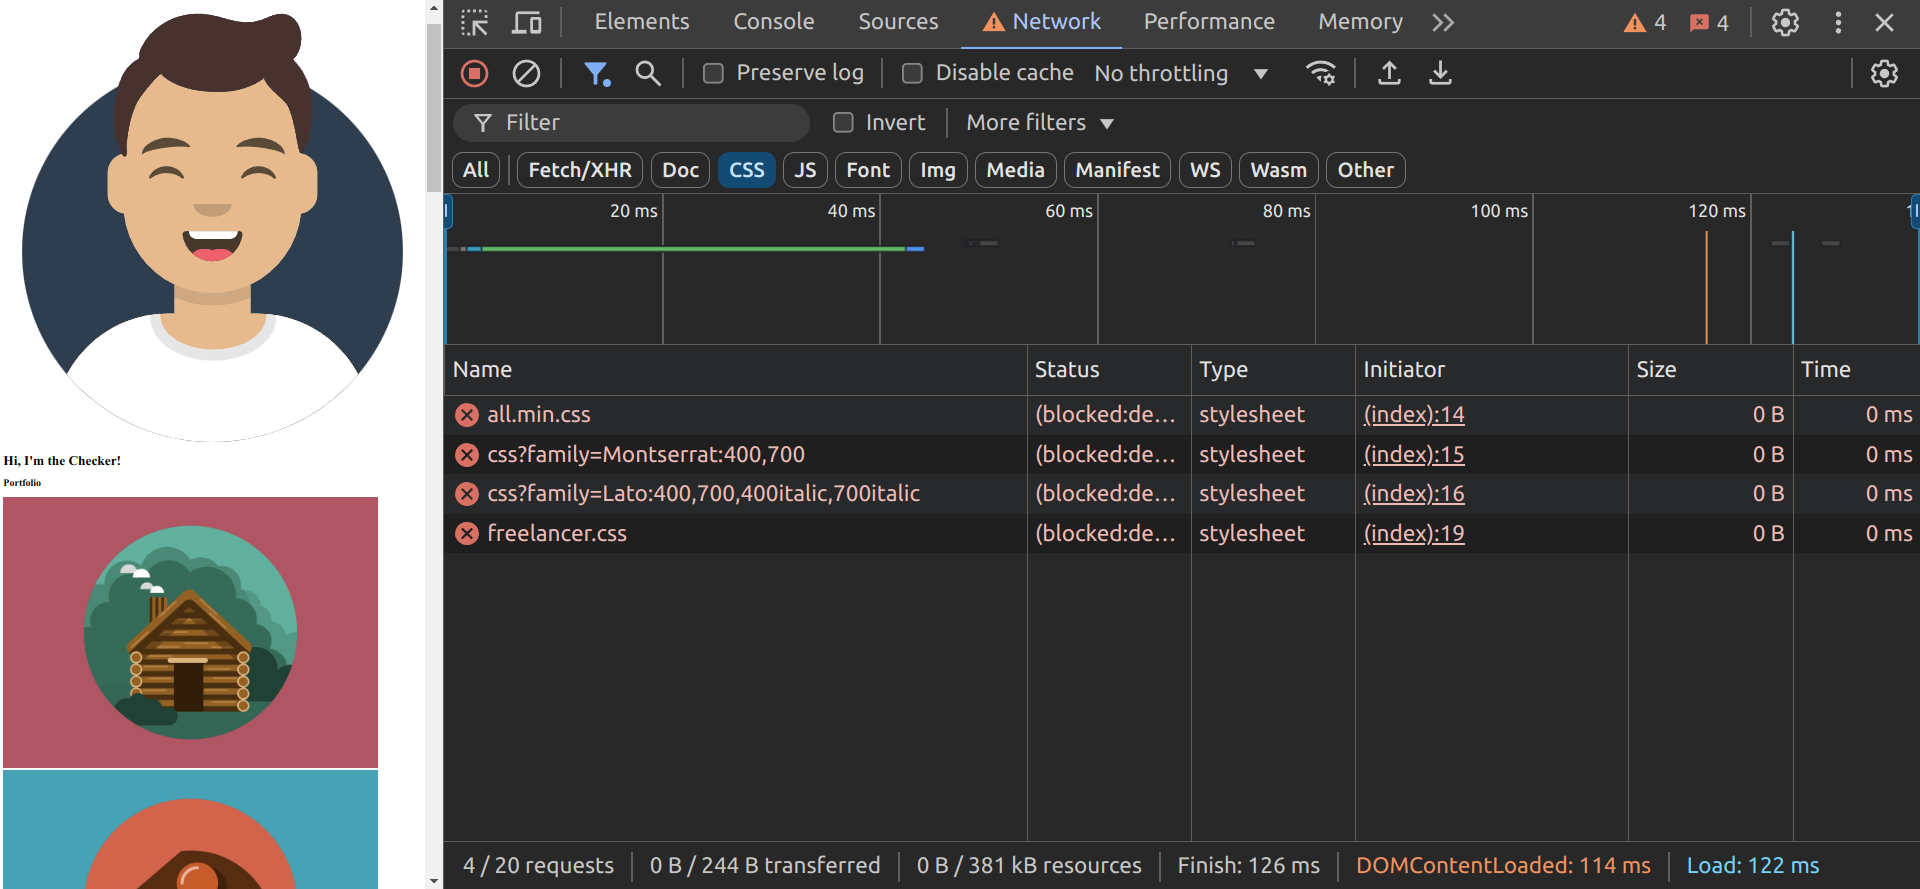 Hi, I'm the Checker!
Portfolio
Elements Console Sources Network Performance Memory 4 4
Preserve log Disable cache No throttling
Filter Invert More filters
All Fetch/XHR Doc CSS JS Font Img Media Manifest WS Wasm Other
20 ms 40 ms 60 ms 80 ms 100 ms 120 ms
Name Status Type Initiator Size Time
all.min.css (blocked:de… stylesheet (index):14 0 B 0 ms
css?family=Montserrat:400,700 (blocked:de… stylesheet (index):15 0 B 0 ms
css?family=Lato:400,700,400italic,700italic (blocked:de… stylesheet (index):16 0 B 0 ms
freelancer.css (blocked:de… stylesheet (index):19 0 B 0 ms
4 / 20 requests 0 B / 244 B transferred 0 B / 381 kB resources Finish: 126 ms DOMContentLoaded: 114 ms Load: 122 ms